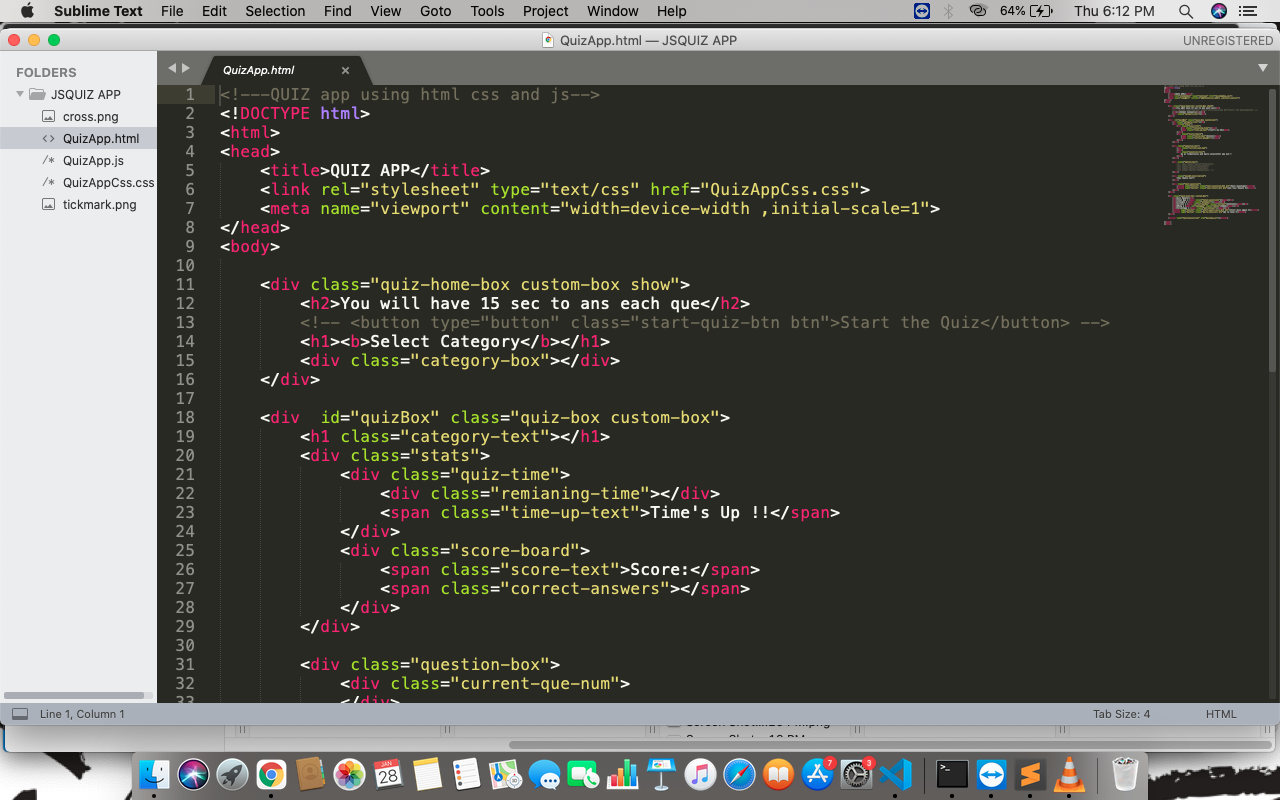 Sublime Text File Edit Selection Find View Goto Tools Project Window Help 64% Thu 6:12 PM
QuizApp.html — JSQUIZ APP UNREGISTERED
FOLDERS
JSQUIZ APP
cross.png
<> QuizApp.html
/* QuizApp.js
/* QuizAppCss.css
tickmark.png
QuizApp.html ×
1 <!---QUIZ app using html css and js-->
2 <!DOCTYPE html>
3 <html>
4 <head>
5 <title>QUIZ APP</title>
6 <link rel="stylesheet" type="text/css" href="QuizAppCss.css">
7 <meta name="viewport" content="width=device-width ,initial-scale=1">
8 </head>
9 <body>
10
11 <div class="quiz-home-box custom-box show">
12 <h2>You will have 15 sec to ans each que</h2>
13 <!-- <button type="button" class="start-quiz-btn btn">Start the Quiz</button> -->
14 <h1><b>Select Category</b></h1>
15 <div class="category-box"></div>
16 </div>
17
18 <div  id="quizBox" class="quiz-box custom-box">
19 <h1 class="category-text"></h1>
20 <div class="stats">
21 <div class="quiz-time">
22 <div class="remianing-time"></div>
23 <span class="time-up-text">Time's Up !!</span>
24 </div>
25 <div class="score-board">
26 <span class="score-text">Score:</span>
27 <span class="correct-answers"></span>
28 </div>
29 </div>
30
31 <div class="question-box">
32 <div class="current-que-num">
33 </div>
Line 1, Column 1 Tab Size: 4 HTML
JAN
28
7
3